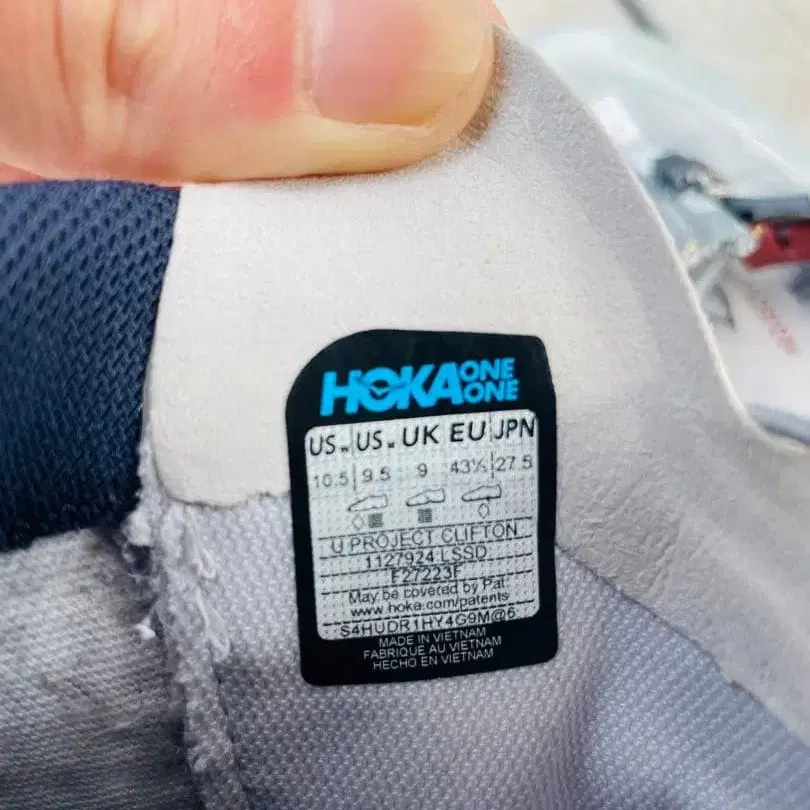 HOKA ONE ONE
US W US M UK EU JPN
10.5 9.5 9 43⅓ 27.5
U PROJECT CLIFTON
1127924 LSSD
F27223F
May be covered by Pat.
www.hoka.com/patents
S4HUDR1HY4G9M@6
MADE IN VIETNAM
FABRIQUE AU VIETNAM
HECHO EN VIETNAM